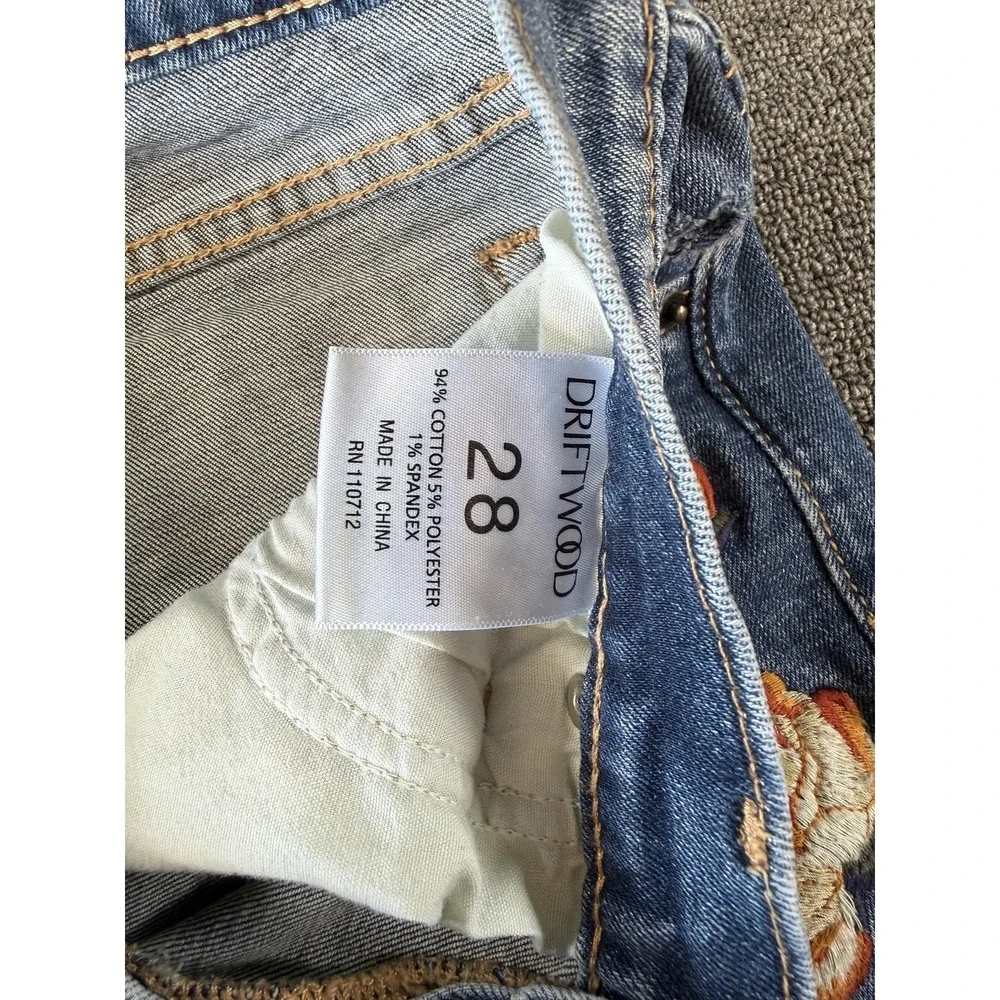 DRIFTWOOD
28
94% COTTON 5% POLYESTER
1% SPANDEX
MADE IN CHINA
RN 110712